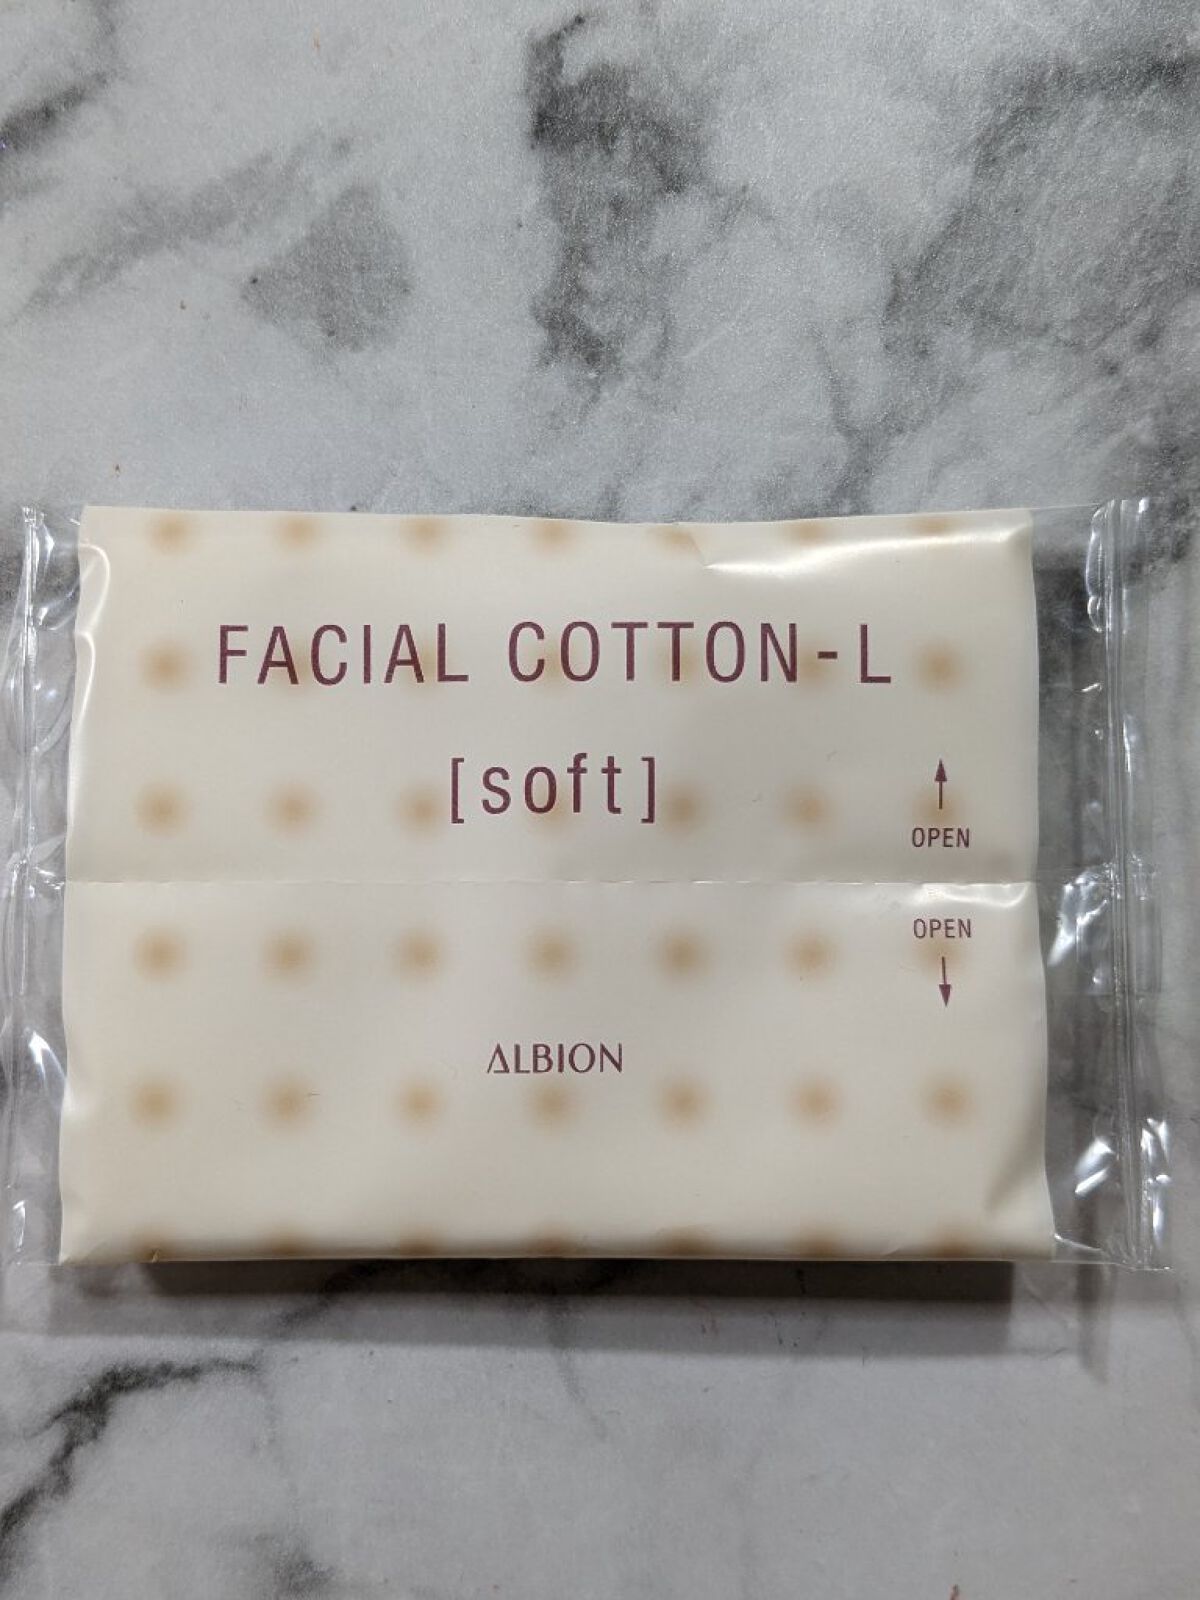 FACIAL COTTON-L
[soft]
OPEN
OPEN
ALBION